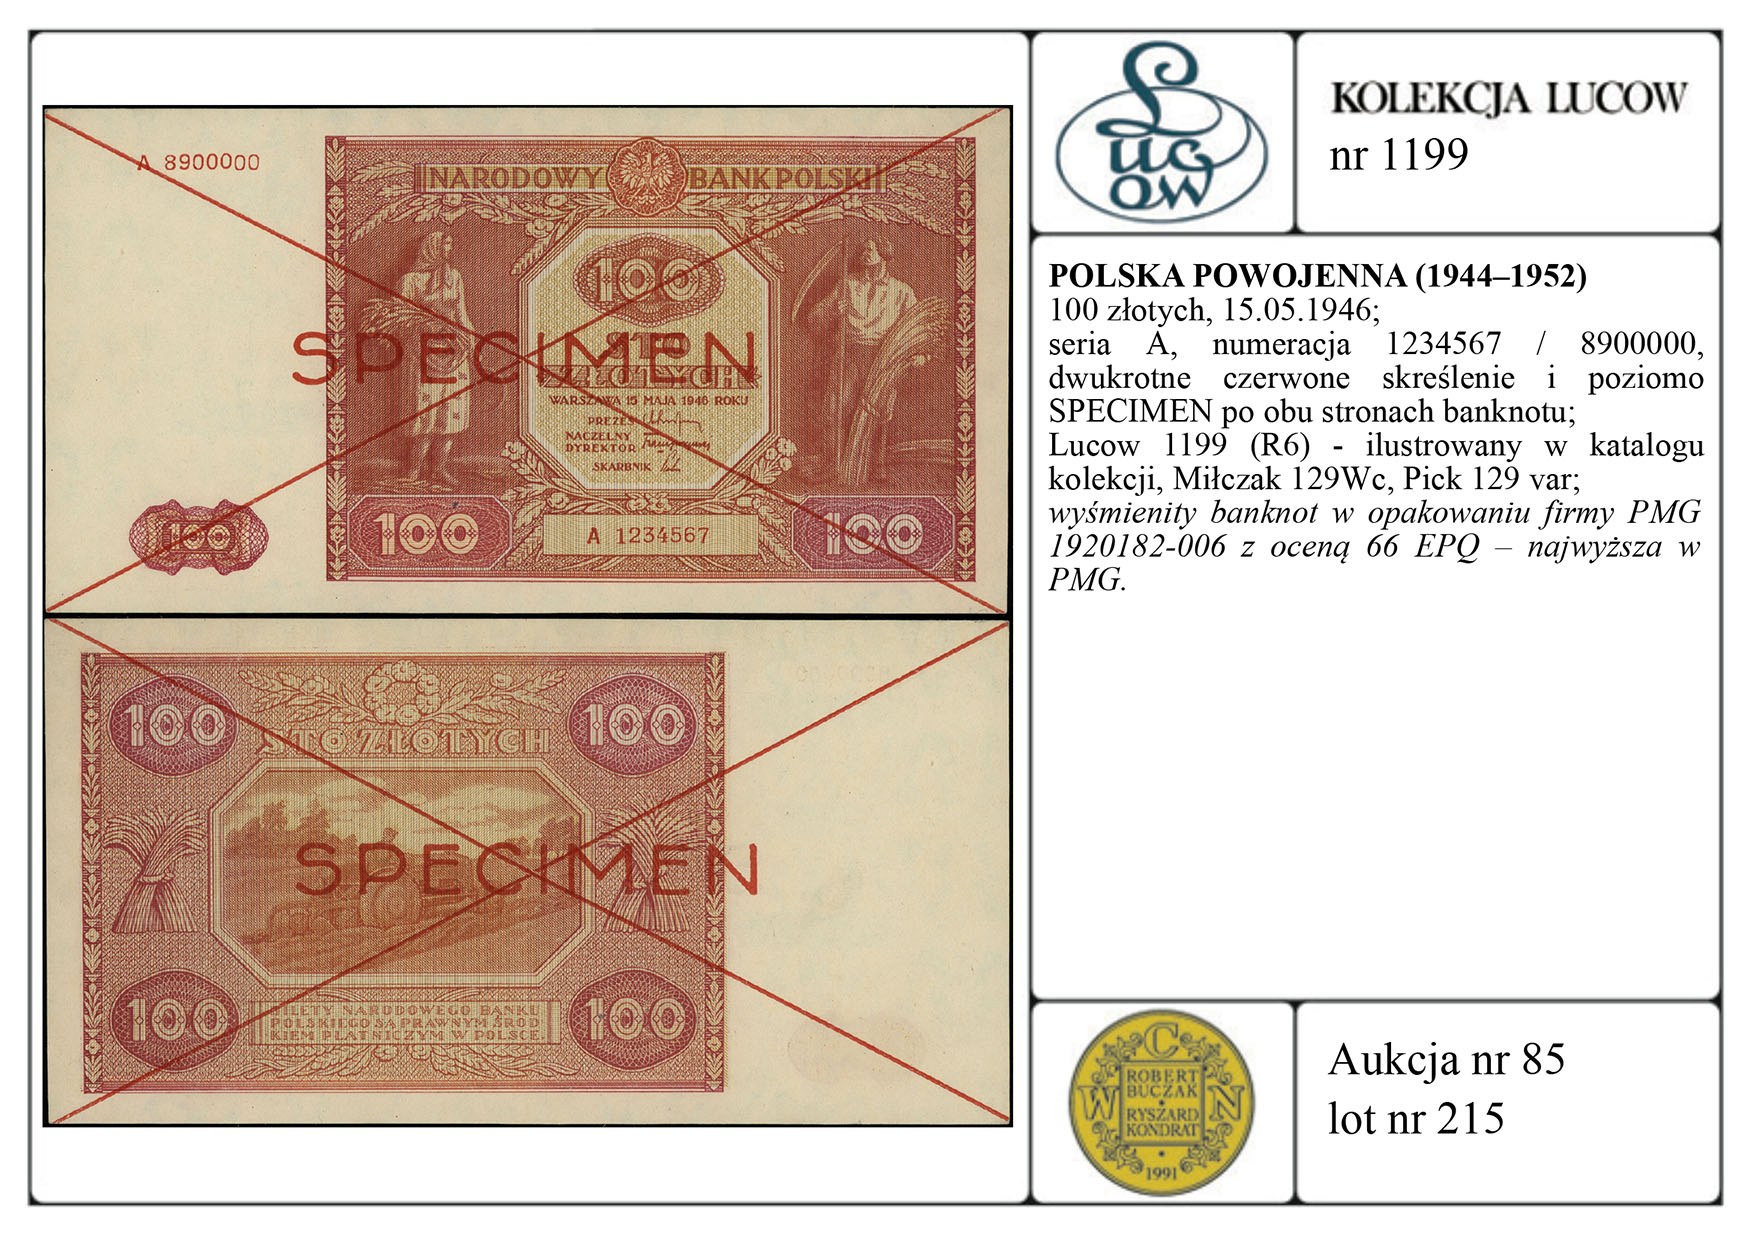 A 8900000
NARODOWY BANK POLSKI
100
STO
ZŁOTYCH
SPECIMEN
WARSZAWA 15 MAJA 1946 ROKU
PREZES
NACZELNY
DYREKTOR
SKARBNIK
100
100
A 1234567
100
100
100
STO ZŁOTYCH
SPECIMEN
100
100
BILETY NARODOWEGO BANKU
POLSKIEGO SĄ PRAWNYM ŚROD
KIEM PŁATNICZYM W POLSCE.
Lucow
KOLEKCJA LUCOW
nr 1199
POLSKA POWOJENNA (1944–1952)
100 złotych, 15.05.1946;
seria A, numeracja 1234567 / 8900000,
dwukrotne czerwone skreślenie i poziomo
SPECIMEN po obu stronach banknotu;
Lucow 1199 (R6) - ilustrowany w katalogu
kolekcji, Miłczak 129Wc, Pick 129 var;
wyśmienity banknot w opakowaniu firmy PMG
1920182-006 z oceną 66 EPQ – najwyższa w
PMG.
WCN
ROBERT
BUCZAK
RYSZARD
KONDRAT
1991
Aukcja nr 85
lot nr 215